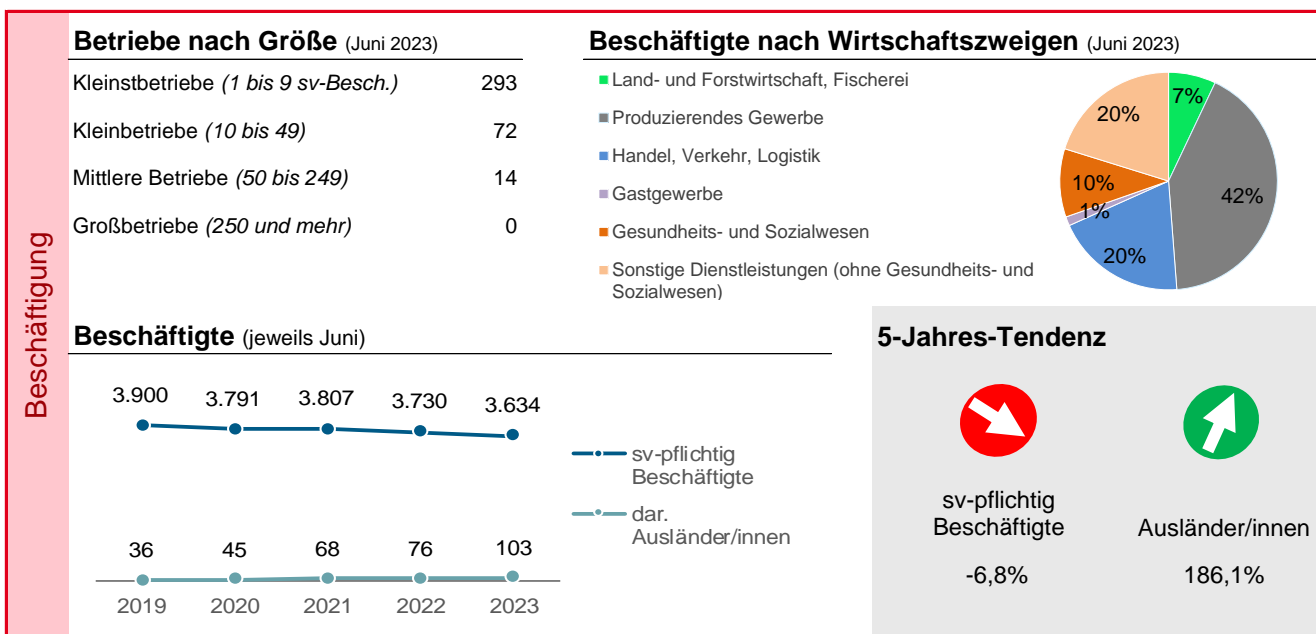 Beschäftigung
Betriebe nach Größe (Juni 2023)
Kleinstbetriebe (1 bis 9 sv-Besch.) 293
Kleinbetriebe (10 bis 49) 72
Mittlere Betriebe (50 bis 249) 14
Großbetriebe (250 und mehr) 0
Beschäftigte nach Wirtschaftszweigen (Juni 2023)
Land- und Forstwirtschaft, Fischerei
Produzierendes Gewerbe
Handel, Verkehr, Logistik
Gastgewerbe
Gesundheits- und Sozialwesen
Sonstige Dienstleistungen (ohne Gesundheits- und
Sozialwesen)
7%
42%
20%
1%
10%
20%
Beschäftigte (jeweils Juni)
3.900 3.791 3.807 3.730 3.634
36 45 68 76 103
2019 2020 2021 2022 2023
sv-pflichtig
Beschäftigte
dar.
Ausländer/innen
5-Jahres-Tendenz
sv-pflichtig
Beschäftigte
-6,8%
Ausländer/innen
186,1%